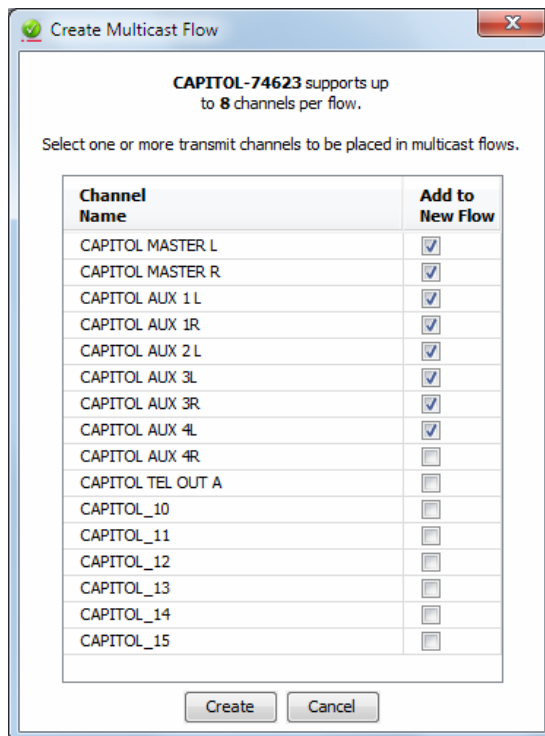 Create Multicast Flow
CAPITOL-74623 supports up
to 8 channels per flow.
Select one or more transmit channels to be placed in multicast flows.
Channel Name
Add to New Flow
CAPITOL MASTER L
CAPITOL MASTER R
CAPITOL AUX 1 L
CAPITOL AUX 1R
CAPITOL AUX 2 L
CAPITOL AUX 3L
CAPITOL AUX 3R
CAPITOL AUX 4L
CAPITOL AUX 4R
CAPITOL TEL OUT A
CAPITOL_10
CAPITOL_11
CAPITOL_12
CAPITOL_13
CAPITOL_14
CAPITOL_15
Create
Cancel